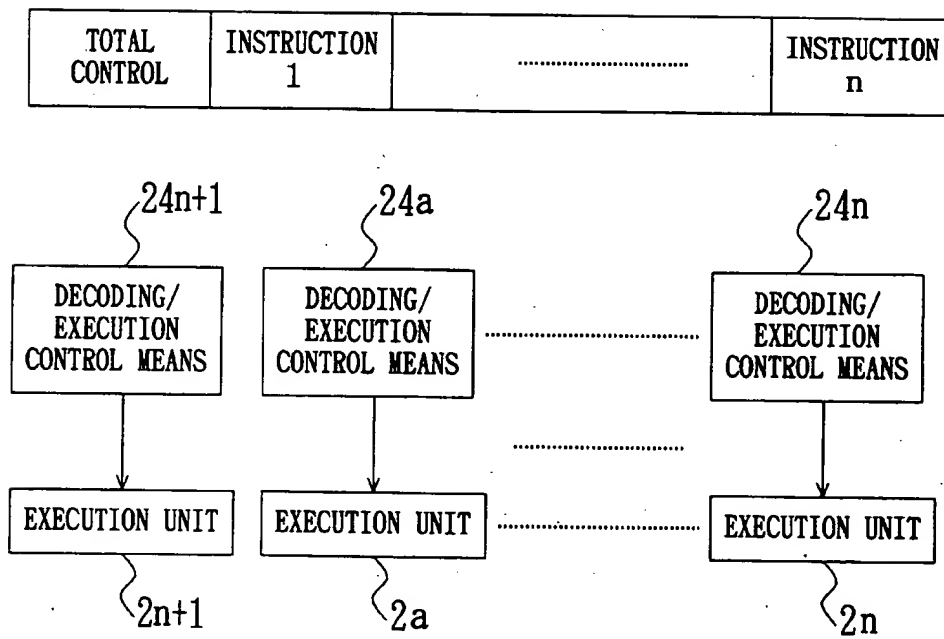 TOTAL CONTROL
INSTRUCTION 1
INSTRUCTION n
24n+1
24a
24n
DECODING/
EXECUTION
CONTROL MEANS
DECODING/
EXECUTION
CONTROL MEANS
DECODING/
EXECUTION
CONTROL MEANS
EXECUTION UNIT
EXECUTION UNIT
EXECUTION UNIT
2n+1
2a
2n